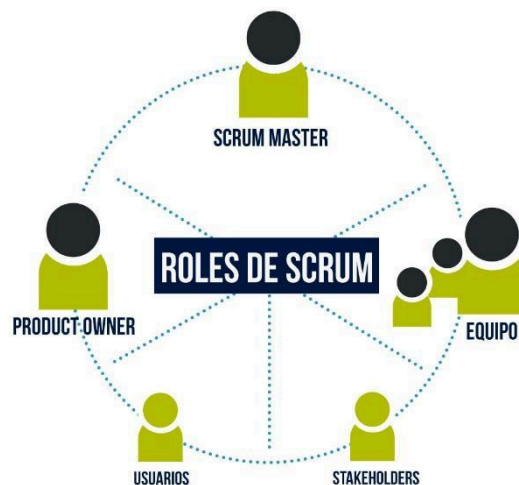 SCRUM MASTER
ROLES DE SCRUM
PRODUCT OWNER
EQUIPO
USUARIOS
STAKEHOLDERS